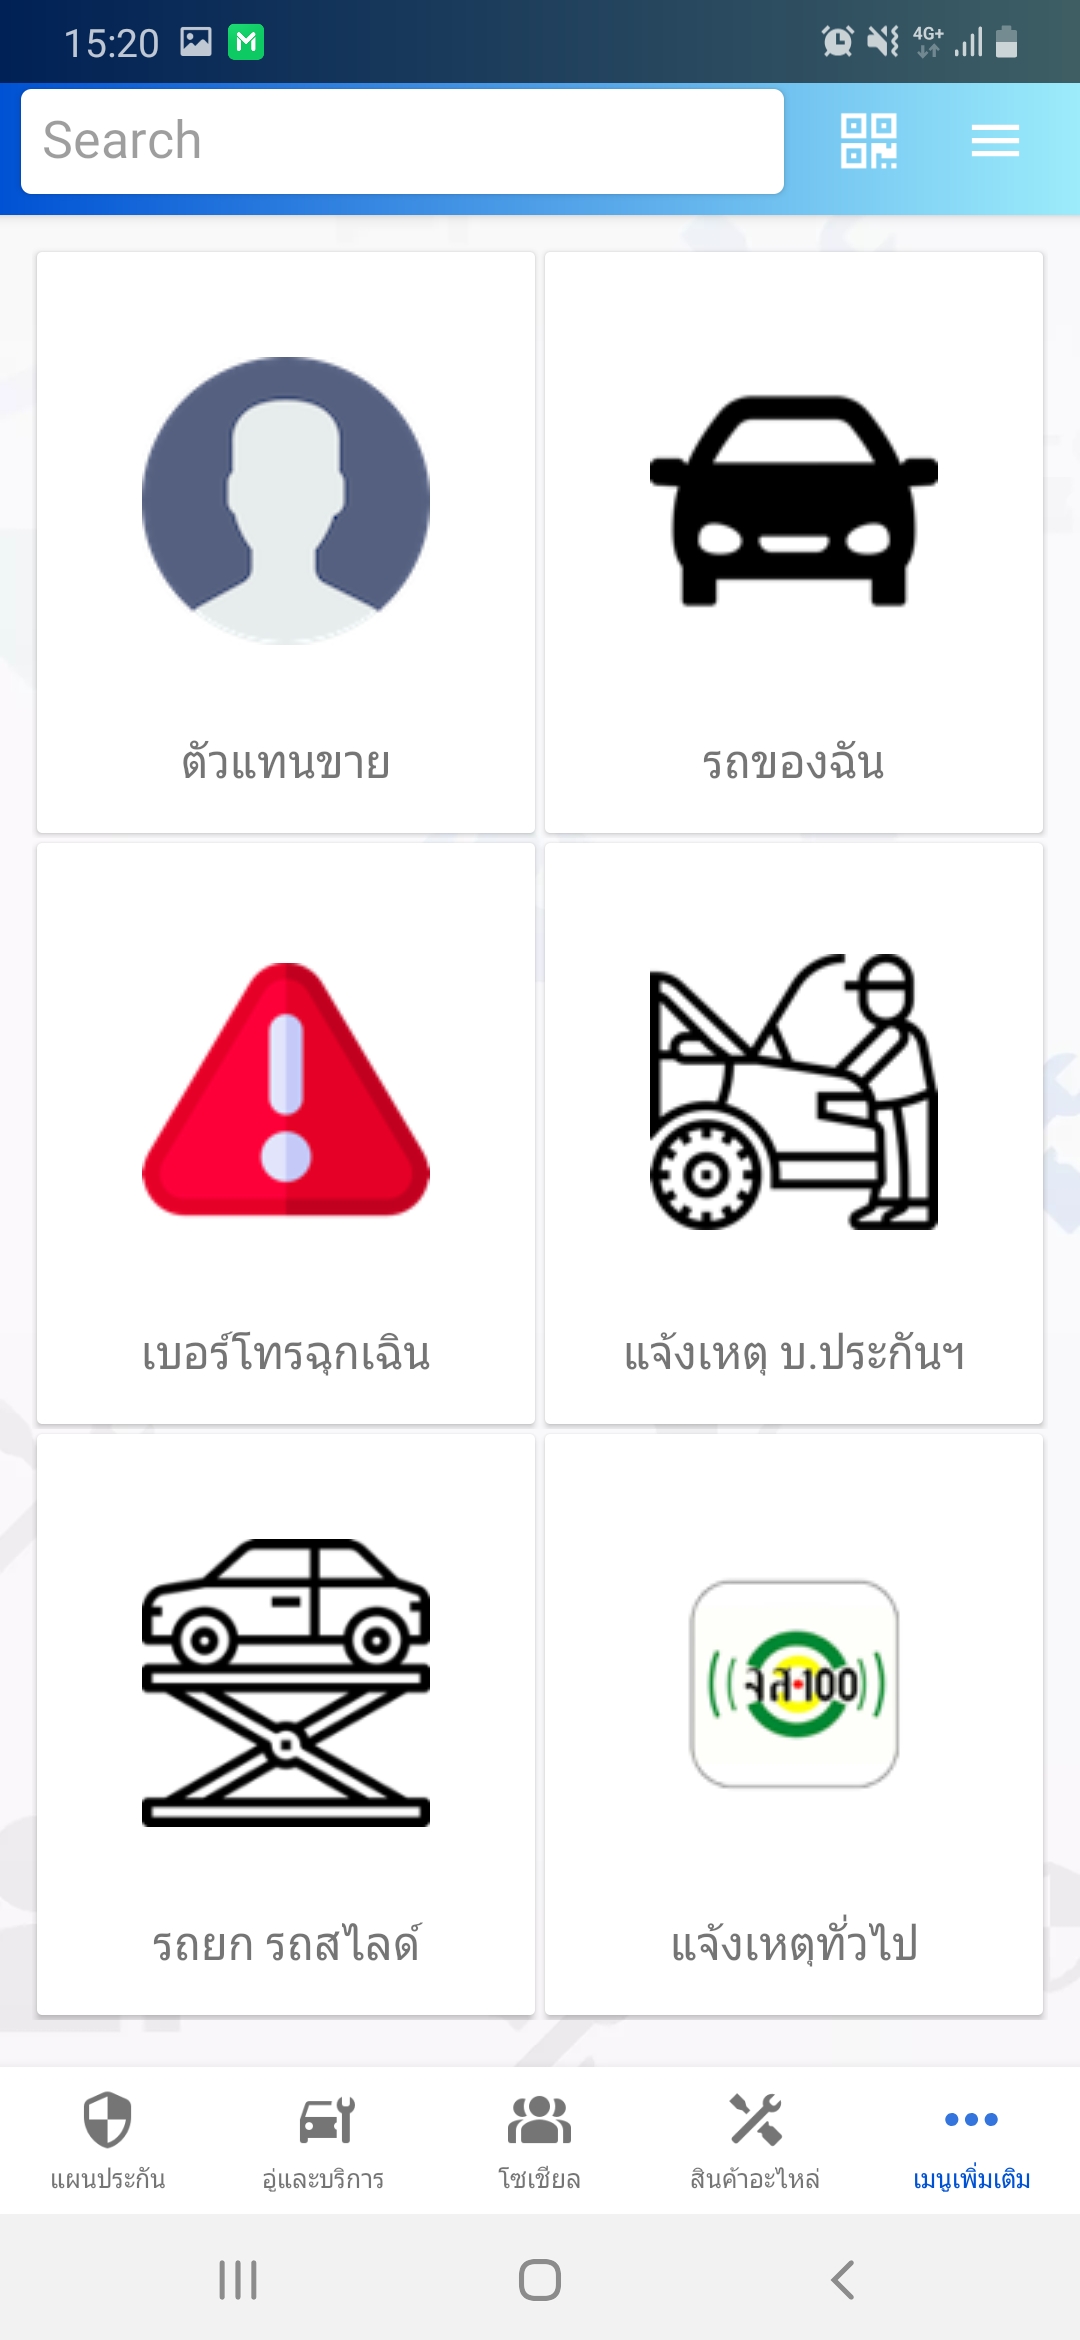 15:20
4G+
Search
ตัวแทนขาย
รถของฉัน
เบอร์โทรฉุกเฉิน
แจ้งเหตุ บ.ประกันฯ
จส100
รถยก รถสไลด์
แจ้งเหตุทั่วไป
แผนประกัน
อู่และบริการ
โซเชียล
สินค้าอะไหล่
เมนูเพิ่มเติม